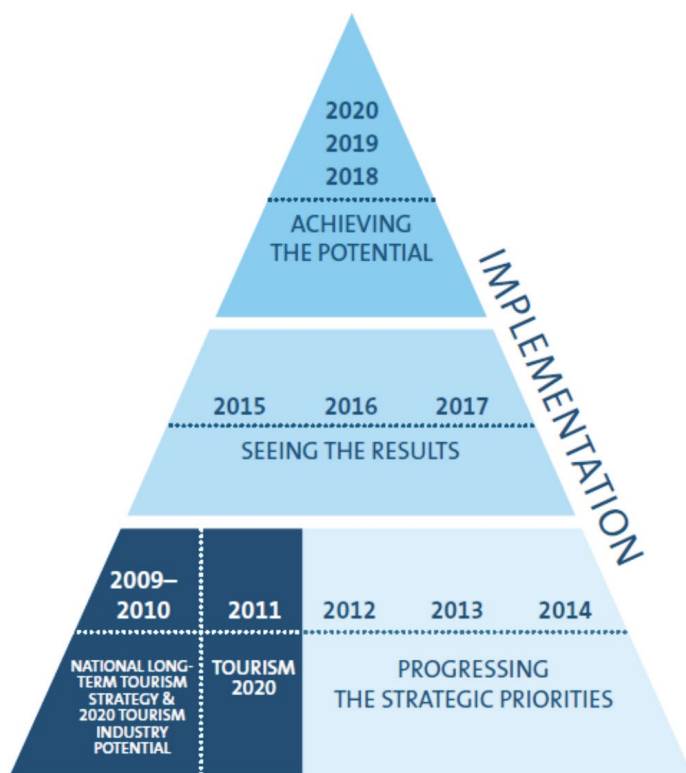 2020
2019
2018
ACHIEVING
THE POTENTIAL
IMPLEMENTATION
2015 2016 2017
SEEING THE RESULTS
2009–
2010
2011
2012 2013 2014
NATIONAL LONG-
TERM TOURISM
STRATEGY &
2020 TOURISM
INDUSTRY
POTENTIAL
TOURISM
2020
PROGRESSING
THE STRATEGIC PRIORITIES